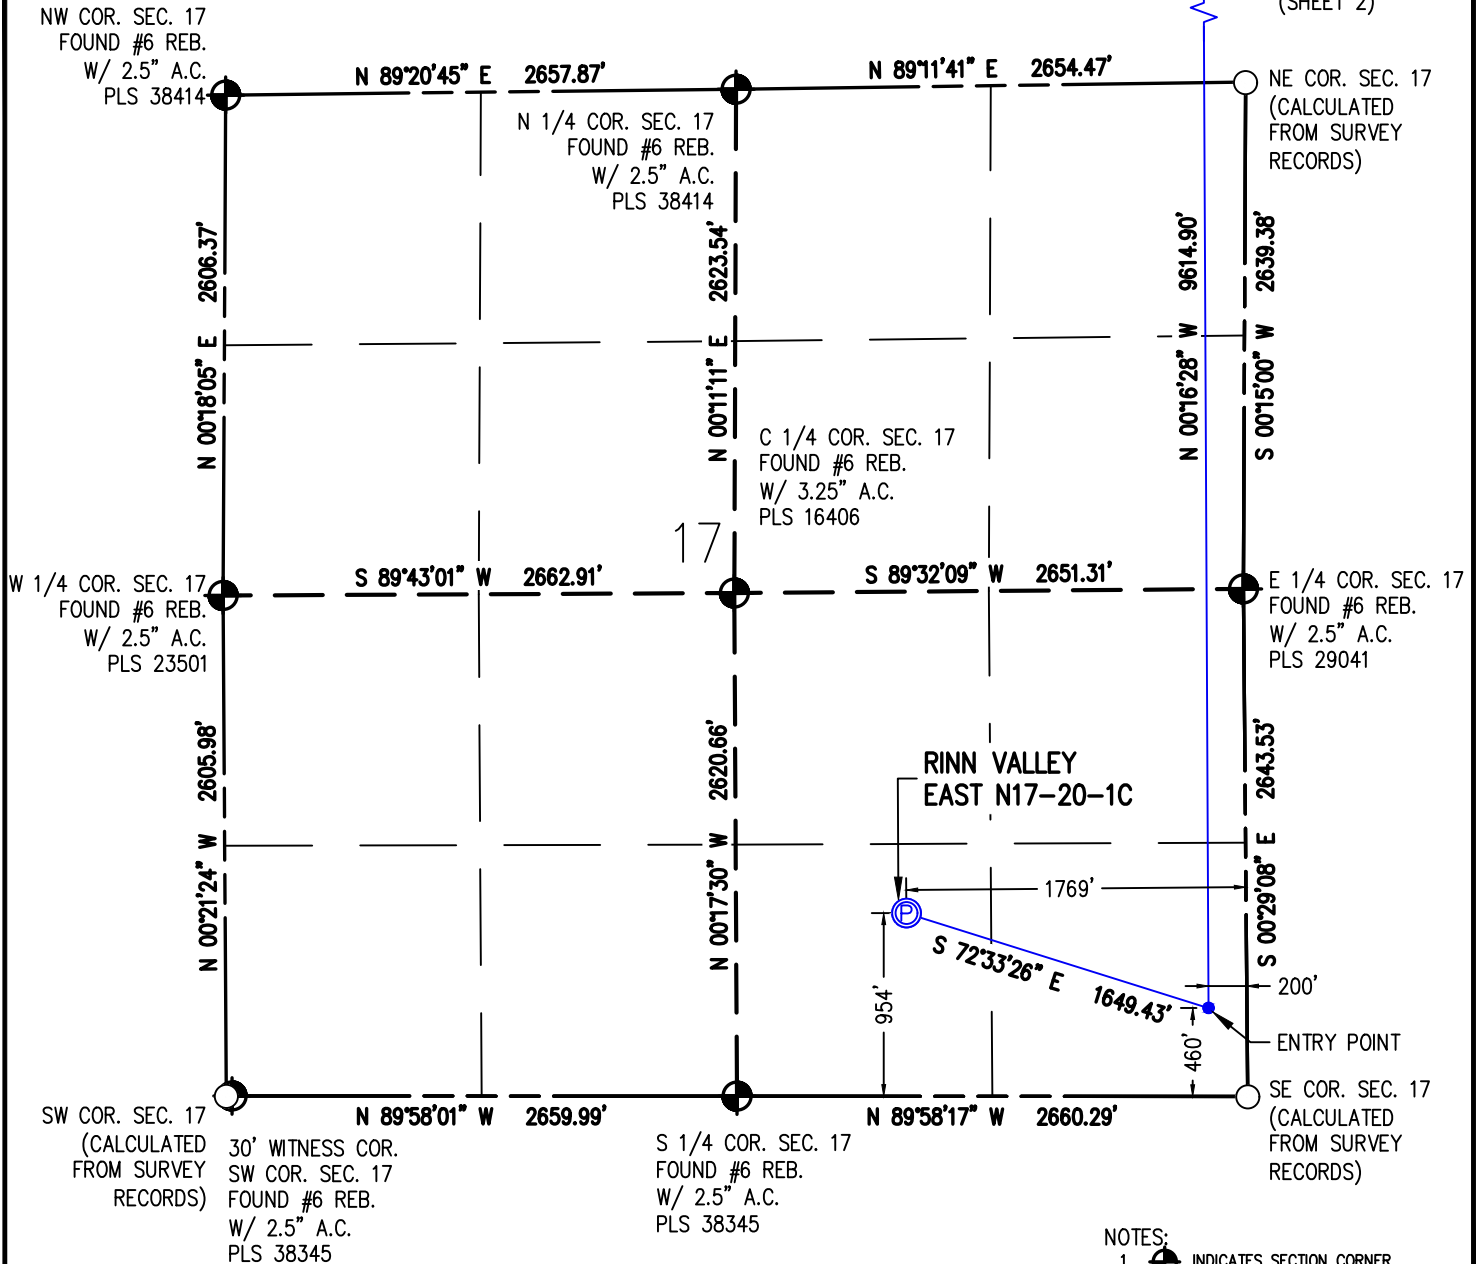 (SHEET 2)
NW COR. SEC. 17
FOUND #6 REB.
W/ 2.5" A.C.
PLS 38414
N 89°20'45" E 2657.87'
N 89°11'41" E 2654.47'
NE COR. SEC. 17
(CALCULATED
FROM SURVEY
RECORDS)
N 1/4 COR. SEC. 17
FOUND #6 REB.
W/ 2.5" A.C.
PLS 38414
N 00°18'05" E 2606.37'
N 00°11'11" E 2623.54'
N 00°16'28" W 9614.90'
S 00°15'00" W 2639.38'
C 1/4 COR. SEC. 17
FOUND #6 REB.
W/ 3.25" A.C.
PLS 16406
17
W 1/4 COR. SEC. 17
FOUND #6 REB.
W/ 2.5" A.C.
PLS 23501
S 89°43'01" W 2662.91'
S 89°32'09" W 2651.31'
E 1/4 COR. SEC. 17
FOUND #6 REB.
W/ 2.5" A.C.
PLS 29041
N 00°21'24" W 2605.98'
N 00°17'30" W 2620.66'
RINN VALLEY
EAST N17-20-1C
S 00°29'08" E 2643.53'
1769'
P
S 72°33'26" E 1649.43'
954'
200'
460'
ENTRY POINT
SW COR. SEC. 17
(CALCULATED
FROM SURVEY
RECORDS)
N 89°58'01" W 2659.99'
N 89°58'17" W 2660.29'
SE COR. SEC. 17
(CALCULATED
FROM SURVEY
RECORDS)
30' WITNESS COR.
SW COR. SEC. 17
FOUND #6 REB.
W/ 2.5" A.C.
PLS 38345
S 1/4 COR. SEC. 17
FOUND #6 REB.
W/ 2.5" A.C.
PLS 38345
NOTES:
1. INDICATES SECTION CORNER